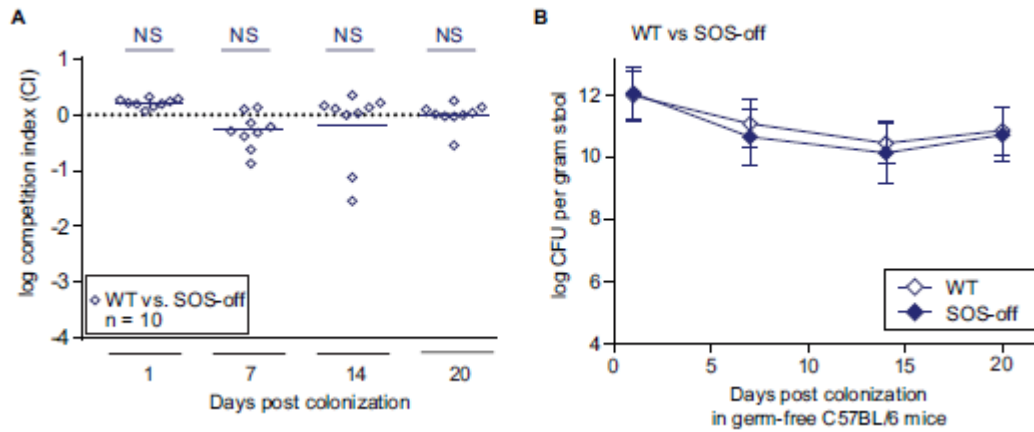 A
NS NS NS NS
log competition index (CI)
1
0
-1
-2
-3
-4
WT vs. SOS-off
n = 10
1 7 14 20
Days post colonization
B
WT vs SOS-off
log CFU per gram stool
12
10
8
6
4
WT
SOS-off
0 5 10 15 20
Days post colonization
in germ-free C57BL/6 mice